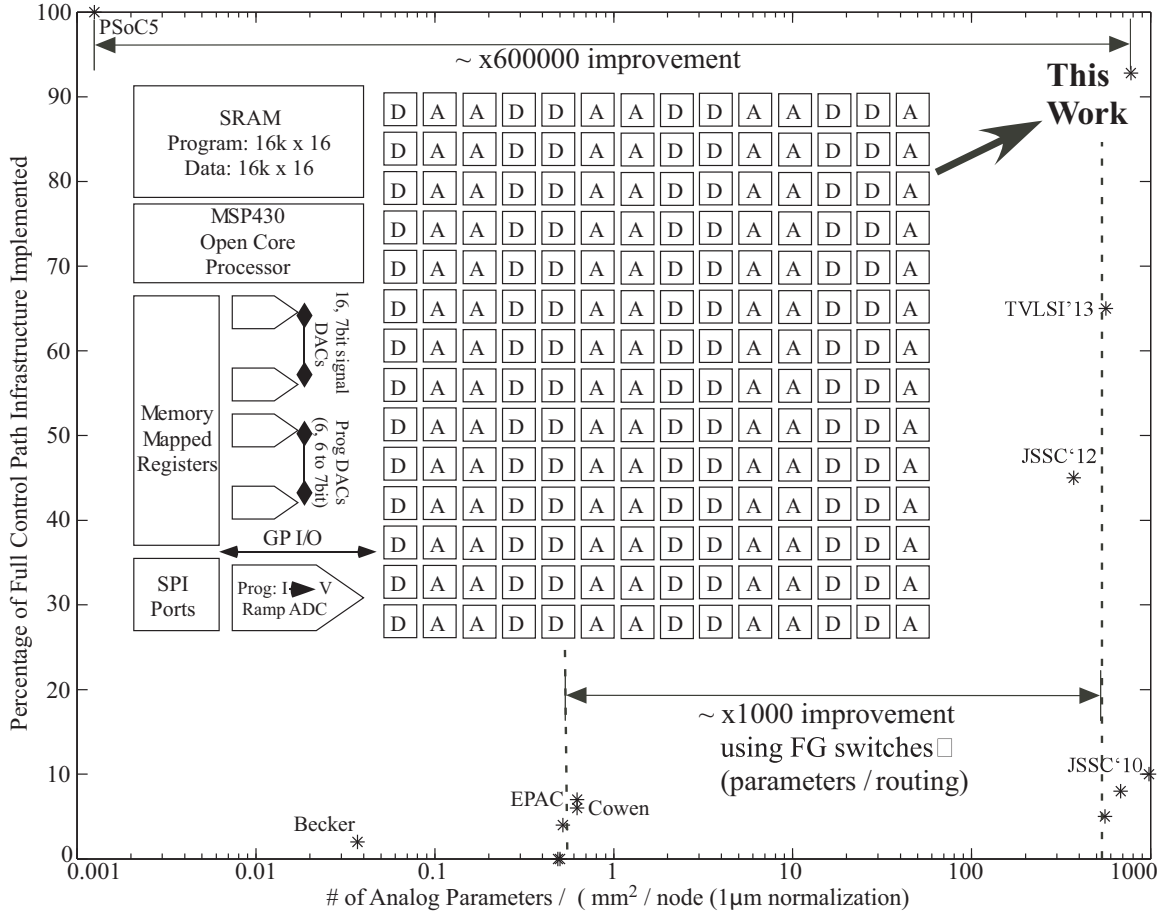 100
PSoC5
~ x600000 improvement
This
Work
90
SRAM
Program: 16k x 16
Data: 16k x 16
D A A D D A A D D A A D D A
D A A D D A A D D A A D D A
80
D A A D D A A D D A A D D A
MSP430
Open Core
Processor
D A A D D A A D D A A D D A
70
D A A D D A A D D A A D D A
16, 7bit signal
DACs
D A A D D A A D D A A D D A
TVLSI'13
60
D A A D D A A D D A A D D A
D A A D D A A D D A A D D A
Memory
Mapped
Registers
Prog DACs
(6, 6 to 7bit)
50
D A A D D A A D D A A D D A
D A A D D A A D D A A D D A
JSSC‘12
40
D A A D D A A D D A A D D A
GP I/O
D A A D D A A D D A A D D A
SPI
Ports
Prog: I V
Ramp ADC
D A A D D A A D D A A D D A
30
D A A D D A A D D A A D D A
20
~ x1000 improvement
using FG switches
(parameters / routing)
10
JSSC‘10
EPAC
Cowen
Becker
0
0.001 0.01 0.1 1 10 100 1000
# of Analog Parameters / ( mm² / node (1µm normalization)
Percentage of Full Control Path Infrastructure Implemented